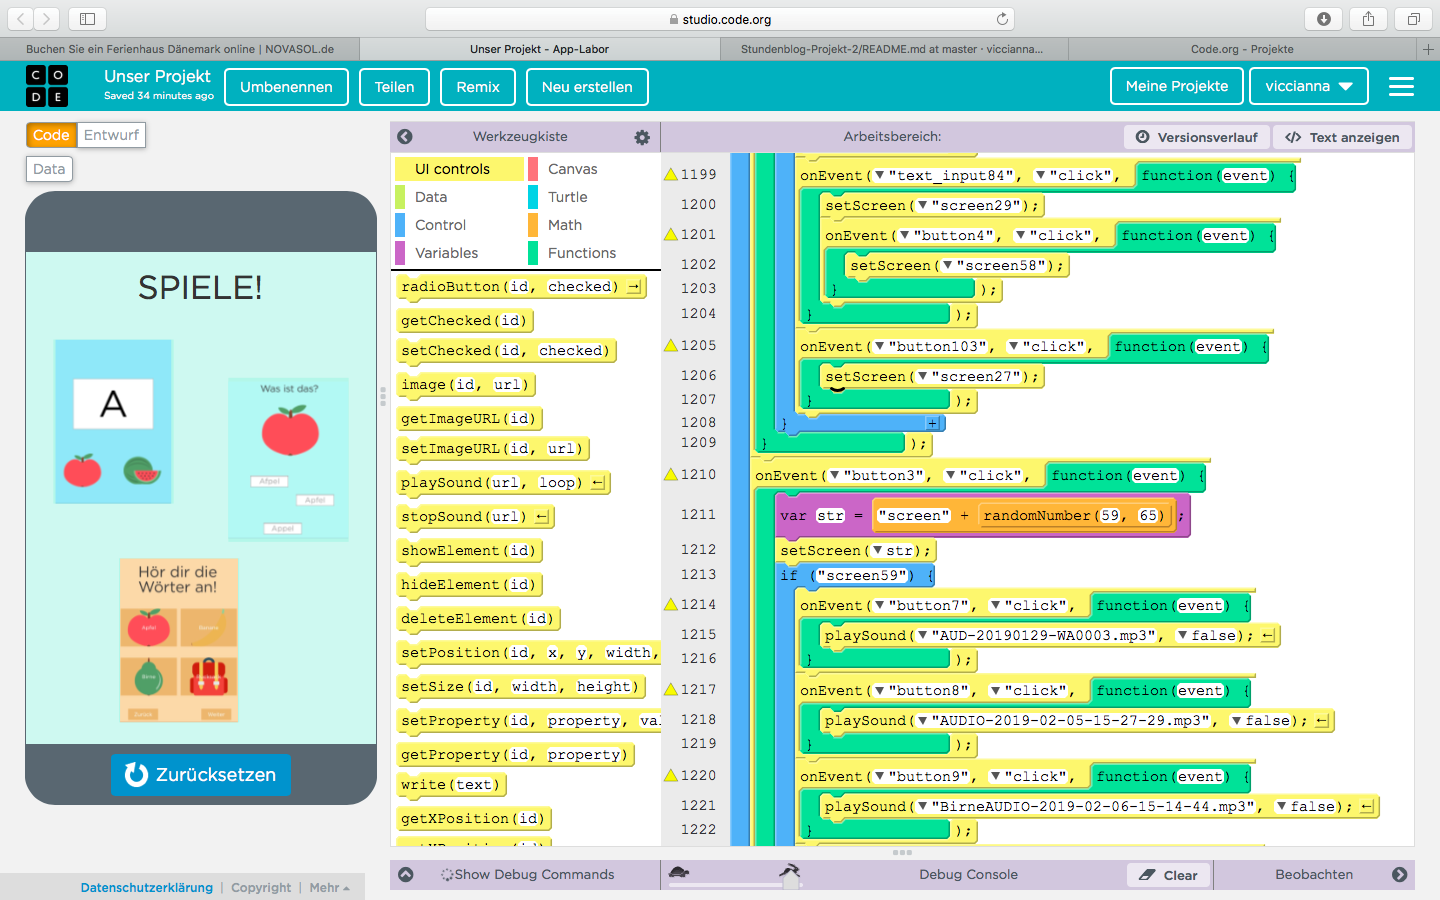 studio.code.org
Buchen Sie ein Ferienhaus Dänemark online | NOVASOL.de
Unser Projekt - App-Labor
Stundenblog-Projekt-2/README.md at master · viccianna...
Code.org - Projekte
C O D E
Unser Projekt
Saved 34 minutes ago
Umbenennen
Teilen
Remix
Neu erstellen
Meine Projekte
viccianna
Code
Entwurf
Data
Werkzeugkiste
Arbeitsbereich:
Versionsverlauf
</> Text anzeigen
SPIELE!
A
Was ist das?
Apfel
Appel
Hör dir die
Wörter an!
Apfel
Birne
Zurück
Zurücksetzen
UI controls
Canvas
Data
Turtle
Control
Math
Variables
Functions
radioButton(id, checked)
getChecked(id)
setChecked(id, checked)
image(id, url)
getImageURL(id)
setImageURL(id, url)
playSound(url, loop)
stopSound(url)
showElement(id)
hideElement(id)
deleteElement(id)
setPosition(id, x, y, width,
setSize(id, width, height)
setProperty(id, property, val
getProperty(id, property)
write(text)
getXPosition(id)
1199 onEvent("text_input84", "click", function(event) {
1200 setScreen("screen29");
1201 onEvent("button4", "click", function(event) {
1202 setScreen("screen58");
1203 });
1204 });
1205 onEvent("button103", "click", function(event) {
1206 setScreen("screen27");
1207 });
1208 } +
1209 });
1210 onEvent("button3", "click", function(event) {
1211 var str = "screen" + randomNumber(59, 65);
1212 setScreen(str);
1213 if ("screen59") {
1214 onEvent("button7", "click", function(event) {
1215 playSound("AUD-20190129-WA0003.mp3", false);
1216 });
1217 onEvent("button8", "click", function(event) {
1218 playSound("AUDIO-2019-02-05-15-27-29.mp3", false);
1219 });
1220 onEvent("button9", "click", function(event) {
1221 playSound("BirneAUDIO-2019-02-06-15-14-44.mp3", false);
1222 });
Show Debug Commands
Debug Console
Clear
Beobachten
Datenschutzerklärung | Copyright | Mehr